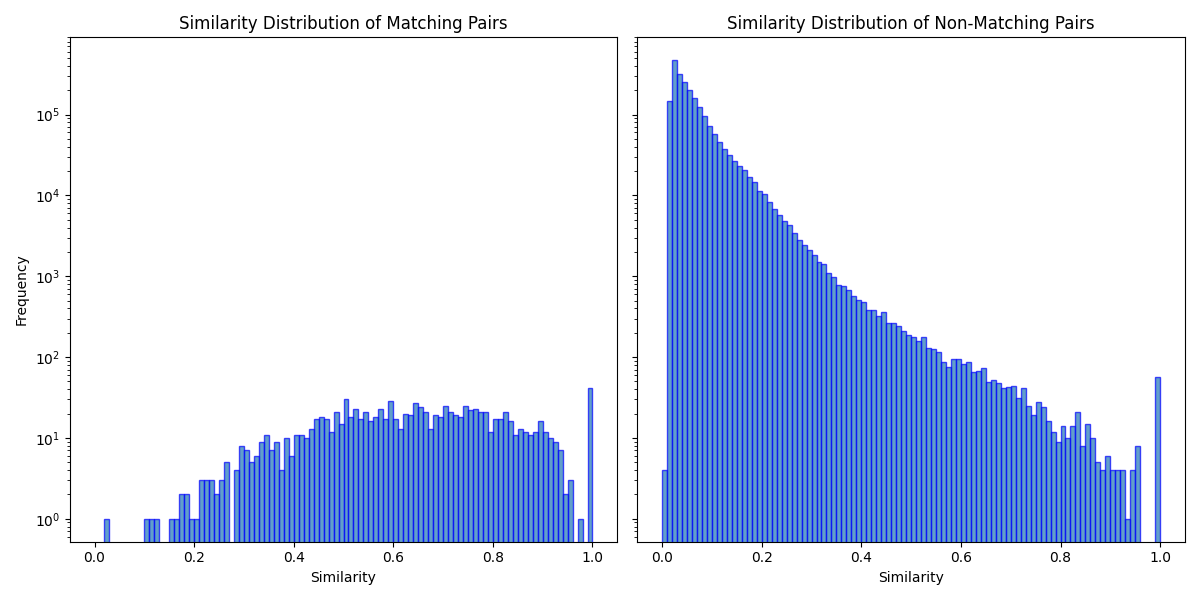 Similarity Distribution of Matching Pairs
Frequency
10^5
10^4
10^3
10^2
10^1
10^0
0.0 0.2 0.4 0.6 0.8 1.0
Similarity
Similarity Distribution of Non-Matching Pairs
0.0 0.2 0.4 0.6 0.8 1.0
Similarity